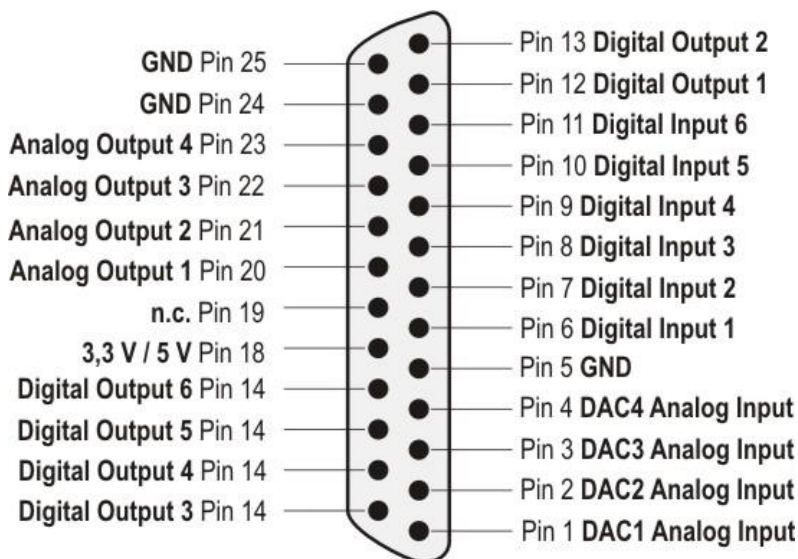 GND Pin 25
GND Pin 24
Analog Output 4 Pin 23
Analog Output 3 Pin 22
Analog Output 2 Pin 21
Analog Output 1 Pin 20
n.c. Pin 19
3,3 V / 5 V Pin 18
Digital Output 6 Pin 14
Digital Output 5 Pin 14
Digital Output 4 Pin 14
Digital Output 3 Pin 14
Pin 13 Digital Output 2
Pin 12 Digital Output 1
Pin 11 Digital Input 6
Pin 10 Digital Input 5
Pin 9 Digital Input 4
Pin 8 Digital Input 3
Pin 7 Digital Input 2
Pin 6 Digital Input 1
Pin 5 GND
Pin 4 DAC4 Analog Input
Pin 3 DAC3 Analog Input
Pin 2 DAC2 Analog Input
Pin 1 DAC1 Analog Input